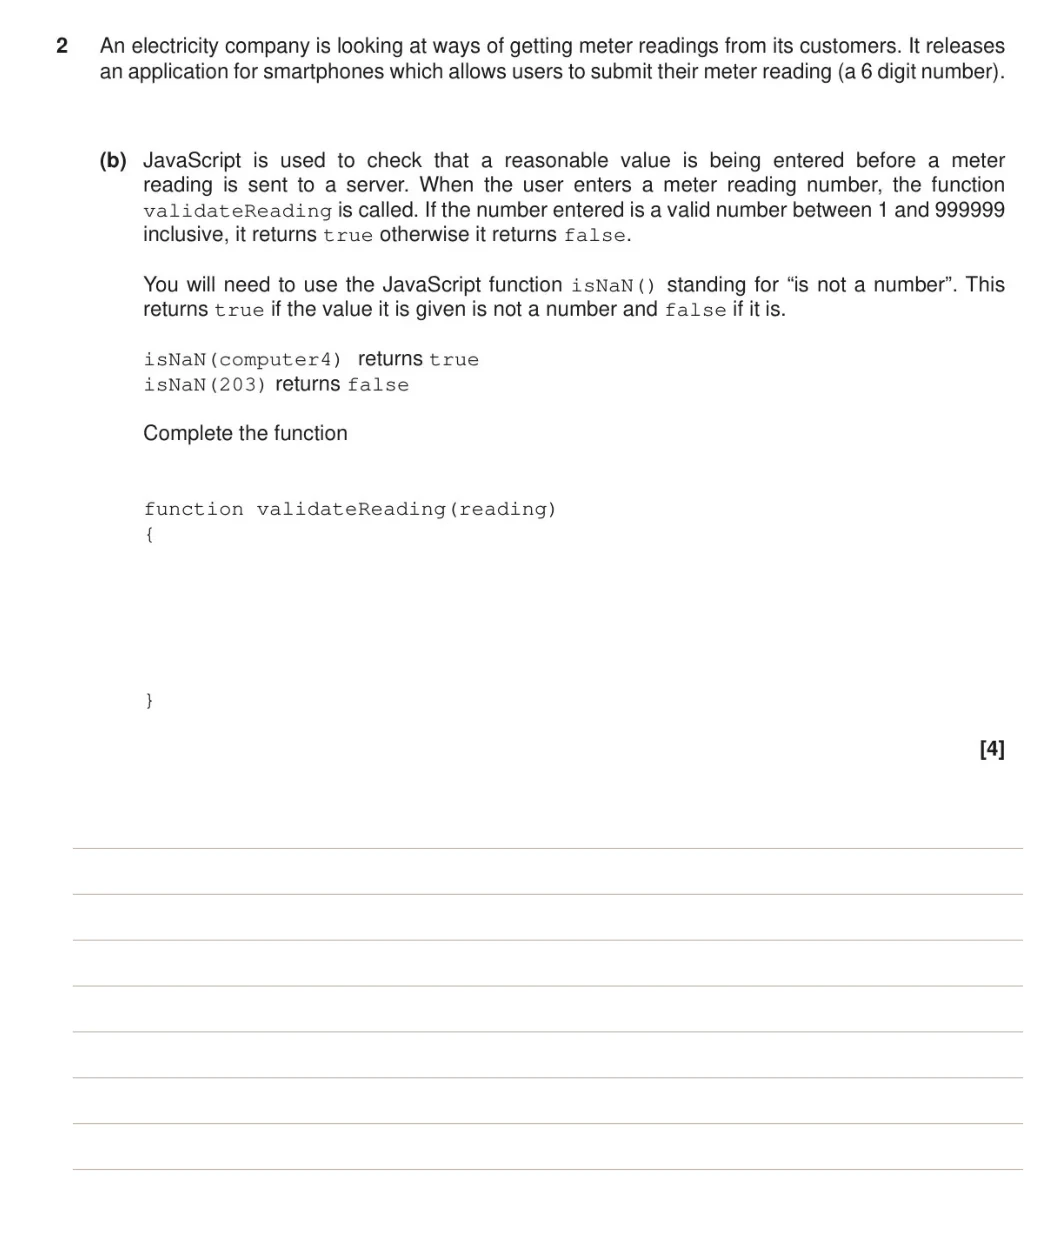 2 An electricity company is looking at ways of getting meter readings from its customers. It releases
an application for smartphones which allows users to submit their meter reading (a 6 digit number).
(b) JavaScript is used to check that a reasonable value is being entered before a meter
reading is sent to a server. When the user enters a meter reading number, the function
validateReading is called. If the number entered is a valid number between 1 and 999999
inclusive, it returns true otherwise it returns false.
You will need to use the JavaScript function isNaN() standing for “is not a number”. This
returns true if the value it is given is not a number and false if it is.
isNaN(computer4) returns true
isNaN(203) returns false
Complete the function
function validateReading(reading)
{
}
[4]